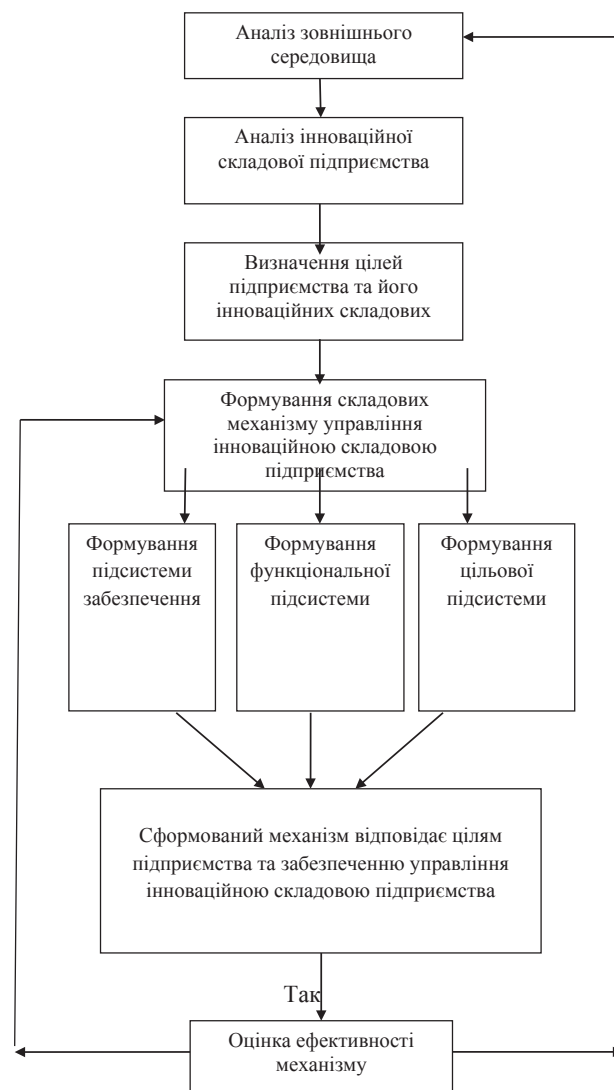 Аналіз зовнішнього
середовища
Аналіз інноваційної
складової підприємства
Визначення цілей
підприємства та його
інноваційних складових
Формування складових
механізму управління
інноваційною складовою
підприємства
Формування
підсистеми
забезпечення
Формування
функціональної
підсистеми
Формування
цільової
підсистеми
Сформований механізм відповідає цілям
підприємства та забезпеченню управління
інноваційною складовою підприємства
Так
Оцінка ефективності
механізму